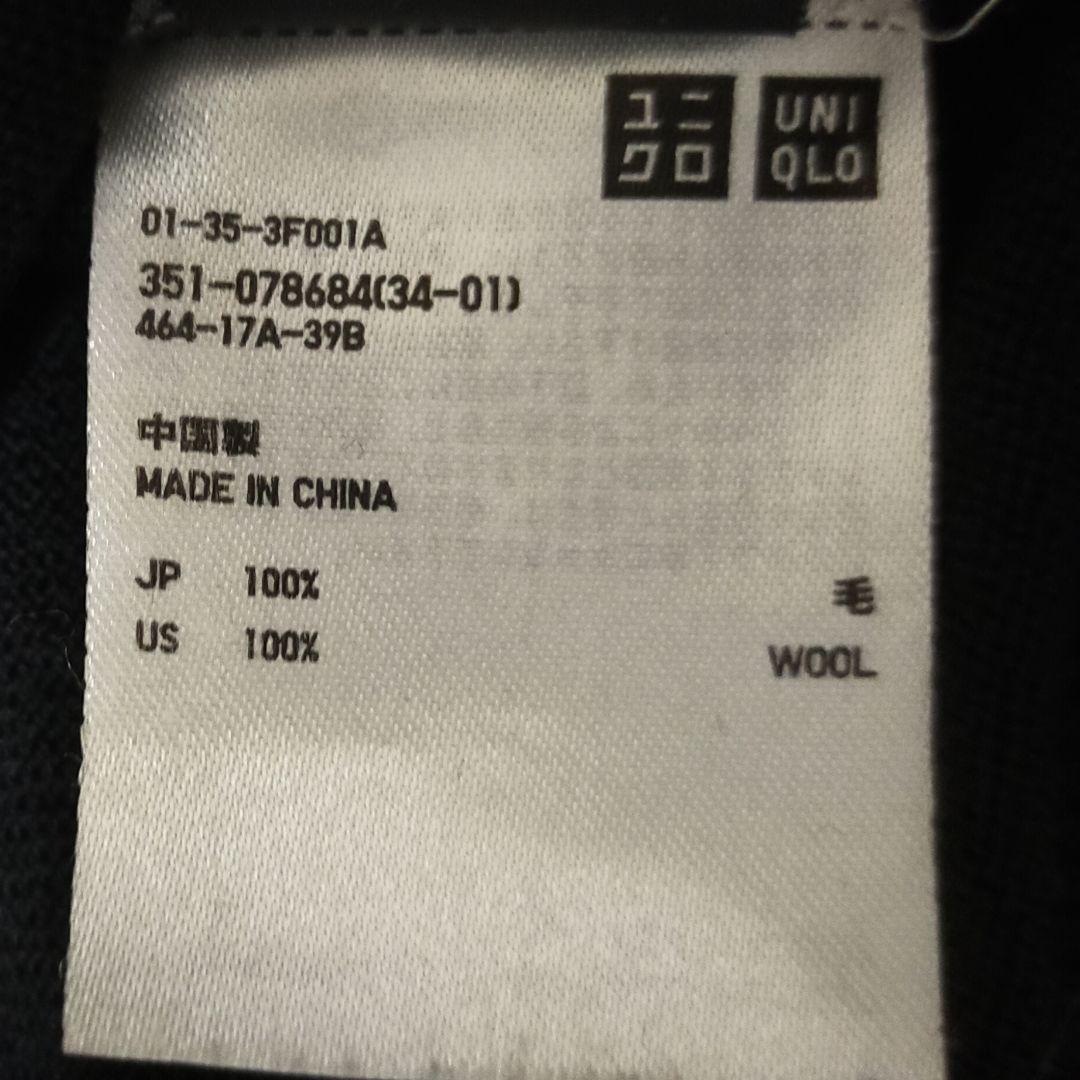 ユニ
クロ
UNI
QLO
01-35-3F001A
351-078684(34-01)
464-17A-39B
中国製
MADE IN CHINA
JP 100% 毛
US 100% WOOL